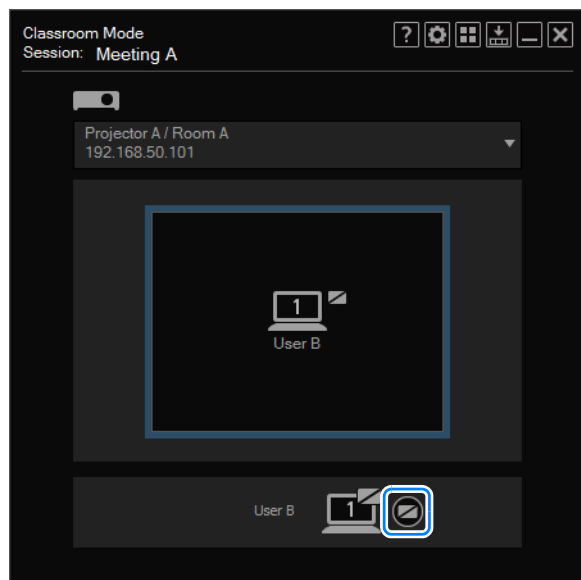 Classroom Mode
Session: Meeting A
?
Projector A / Room A
192.168.50.101
1
User B
User B
1